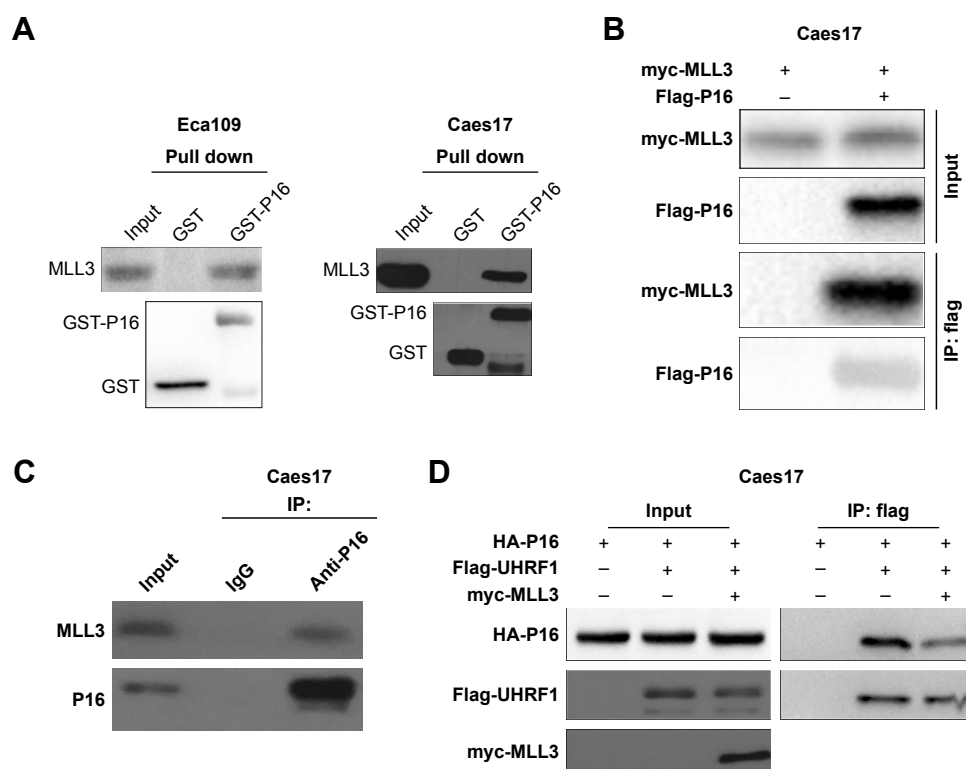 A
Eca109
Pull down
Input GST GST-P16
MLL3
GST-P16
GST
Caes17
Pull down
Input GST GST-P16
MLL3
GST-P16
GST
B
Caes17
myc-MLL3 + +
Flag-P16 – +
myc-MLL3
Flag-P16
Input
myc-MLL3
Flag-P16
IP: flag
C
Caes17
IP:
Input IgG Anti-P16
MLL3
P16
D
Caes17
Input IP: flag
HA-P16 + + + + + +
Flag-UHRF1 – + + – + +
myc-MLL3 – – + – – +
HA-P16
Flag-UHRF1
myc-MLL3